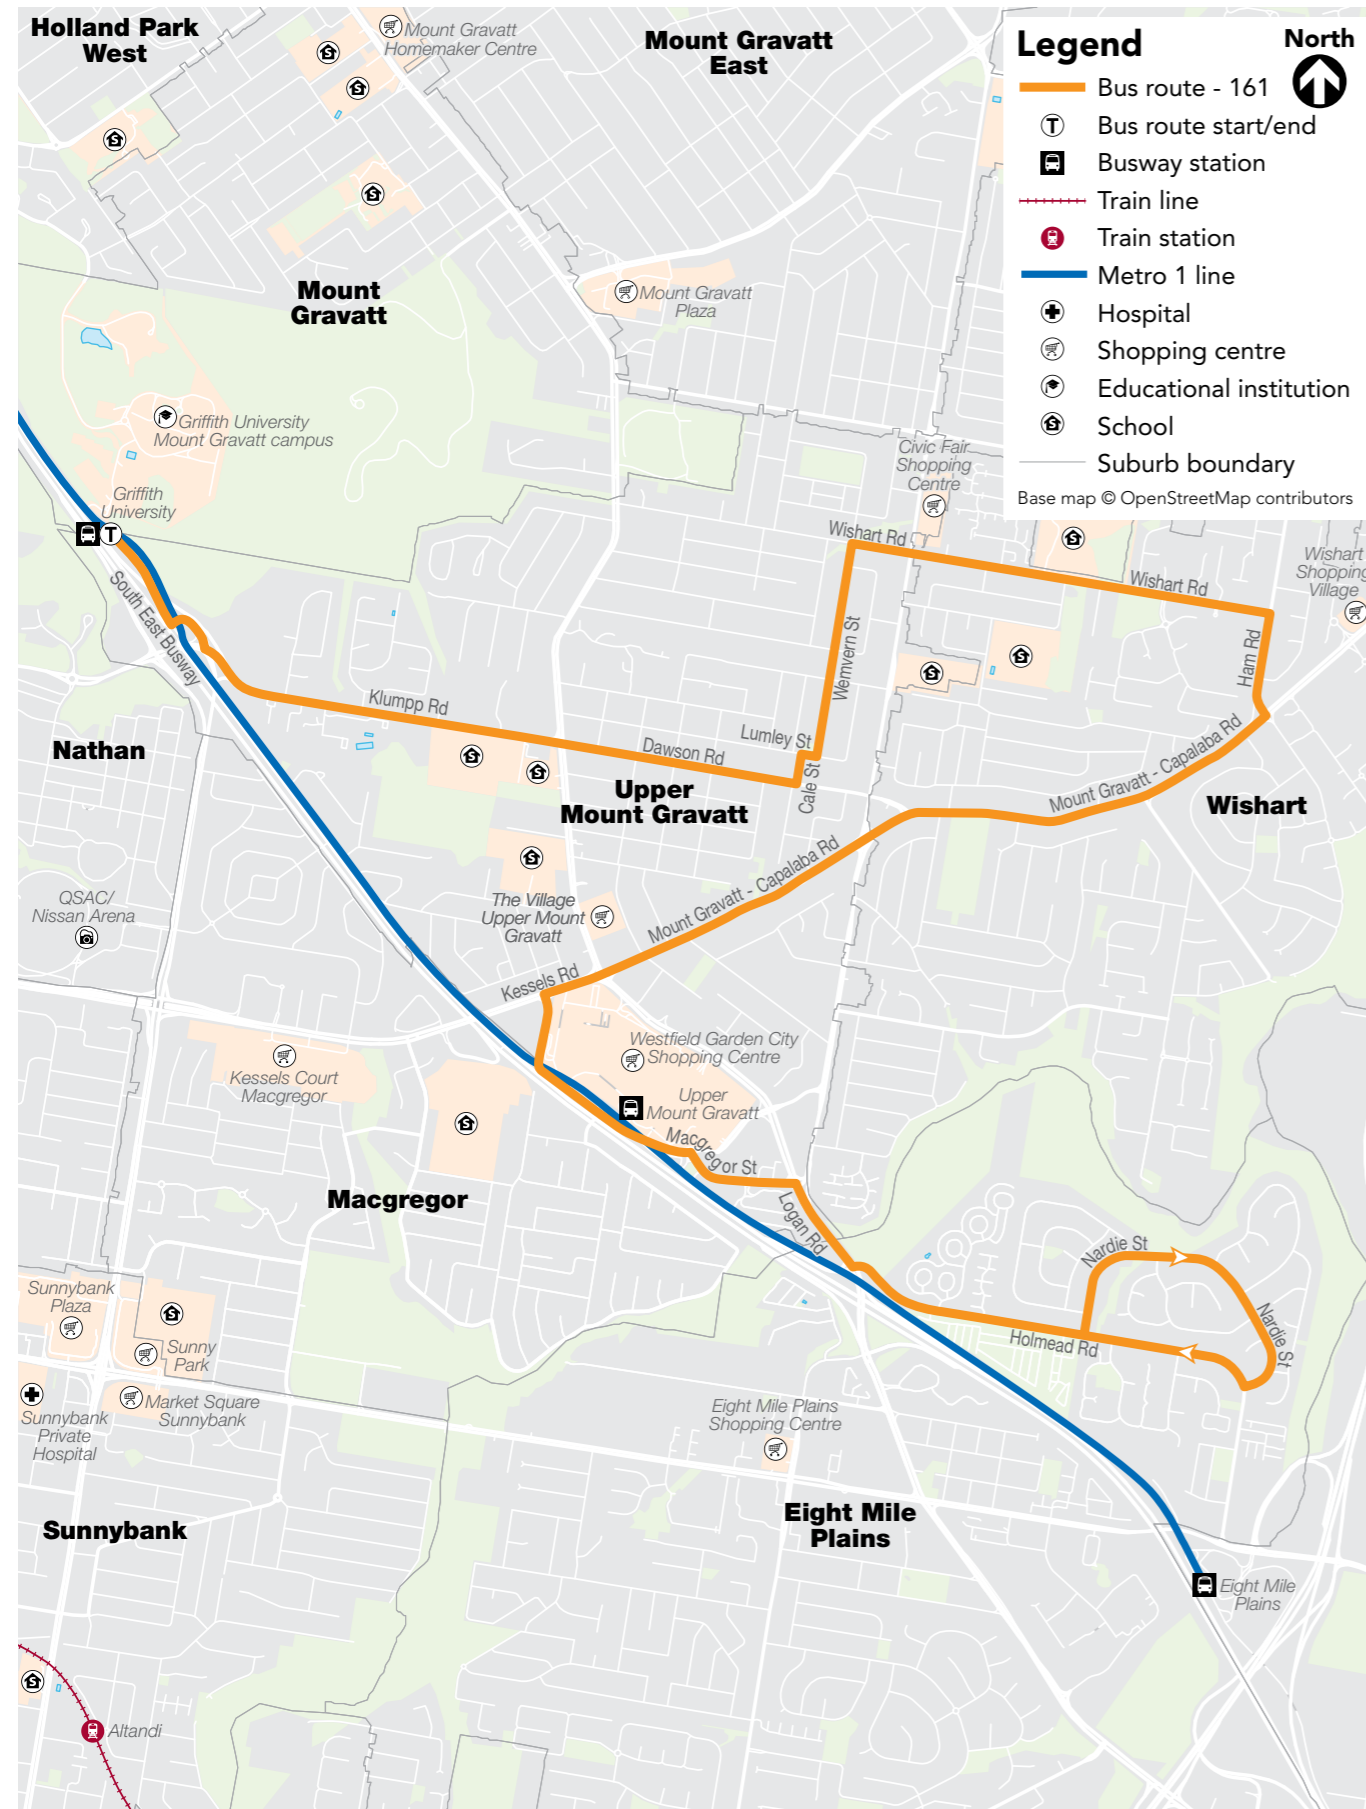 Holland Park
West
Mount Gravatt
Homemaker Centre
Mount Gravatt
East
Legend
North
Bus route - 161
T
Bus route start/end
Busway station
Train line
Train station
Metro 1 line
Hospital
Shopping centre
Educational institution
School
Suburb boundary
Base map © OpenStreetMap contributors
Mount
Gravatt
Mount Gravatt
Plaza
Griffith University
Mount Gravatt campus
Civic Fair
Shopping
Centre
Griffith
University
T
Wishart Rd
Wishart
Shopping
Village
Wishart Rd
South East Busway
Wemvern St
Ham Rd
Klumpp Rd
Lumley St
Dawson Rd
Cale St
Mount Gravatt - Capalaba Rd
Nathan
Upper
Mount Gravatt
Wishart
Mount Gravatt - Capalaba Rd
QSAC/
Nissan Arena
The Village
Upper Mount
Gravatt
Kessels Rd
Westfield Garden City
Shopping Centre
Kessels Court
Macgregor
Upper
Mount Gravatt
Macgregor St
Macgregor
Logan Rd
Nardie St
Nardie St
Holmead Rd
Sunnybank
Plaza
Sunny
Park
Market Square
Sunnybank
Sunnybank
Private
Hospital
Eight Mile Plains
Shopping Centre
Sunnybank
Eight Mile
Plains
Eight Mile
Plains
Altandi